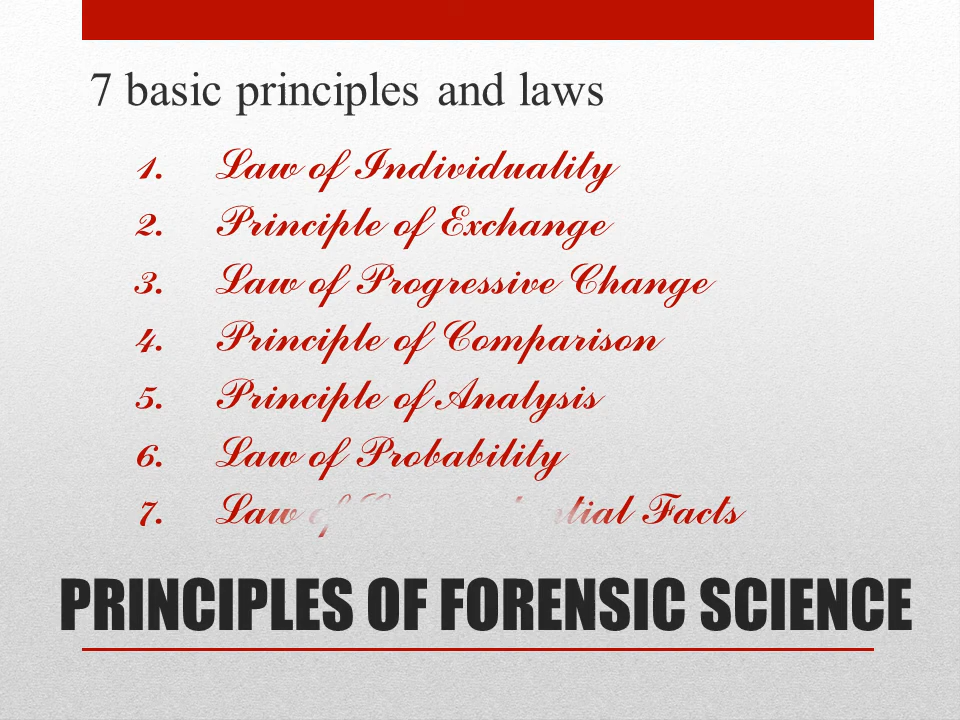 7 basic principles and laws
1. Law of Individuality
2. Principle of Exchange
3. Law of Progressive Change
4. Principle of Comparison
5. Principle of Analysis
6. Law of Probability
7. Law of Facts
PRINCIPLES OF FORENSIC SCIENCE